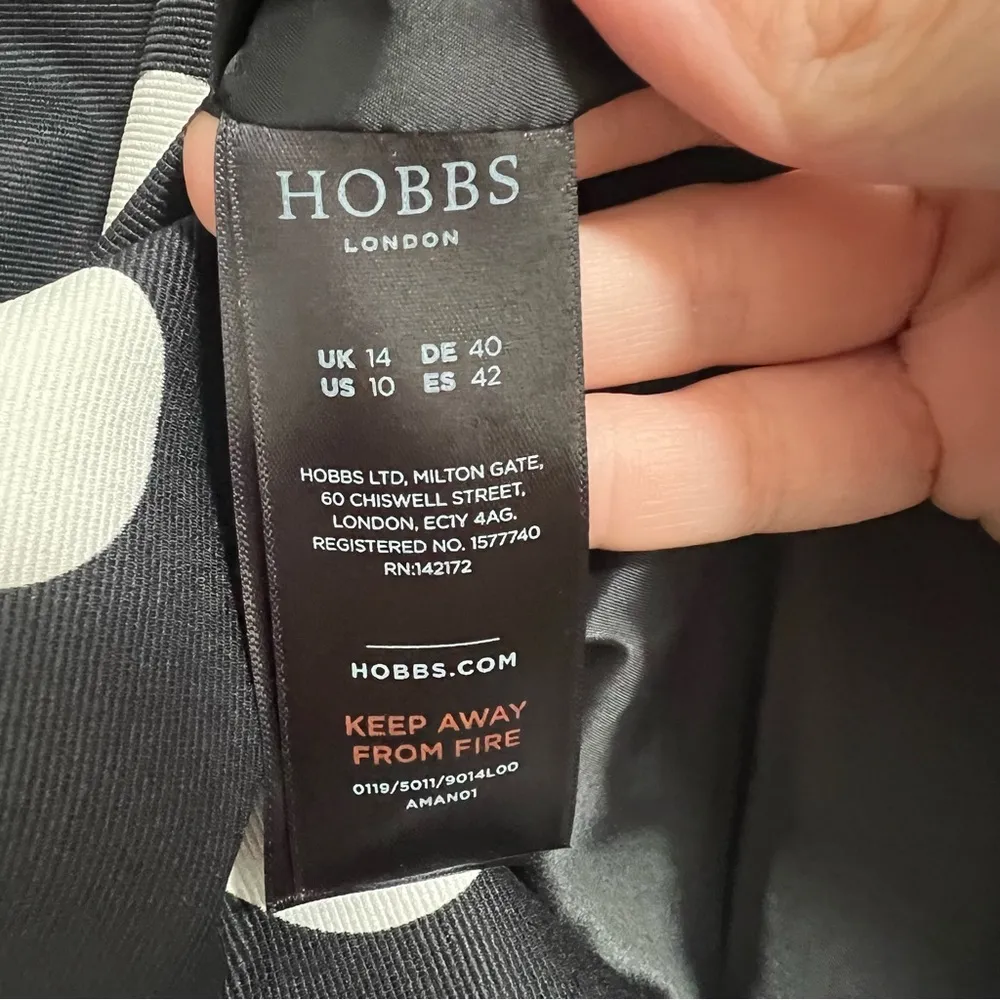 HOBBS
LONDON
UK 14 DE 40
US 10 ES 42
HOBBS LTD, MILTON GATE,
60 CHISWELL STREET,
LONDON, EC1Y 4AG.
REGISTERED NO. 1577740
RN:142172
HOBBS.COM
KEEP AWAY
FROM FIRE
0119/5011/9014L00
AMAN01